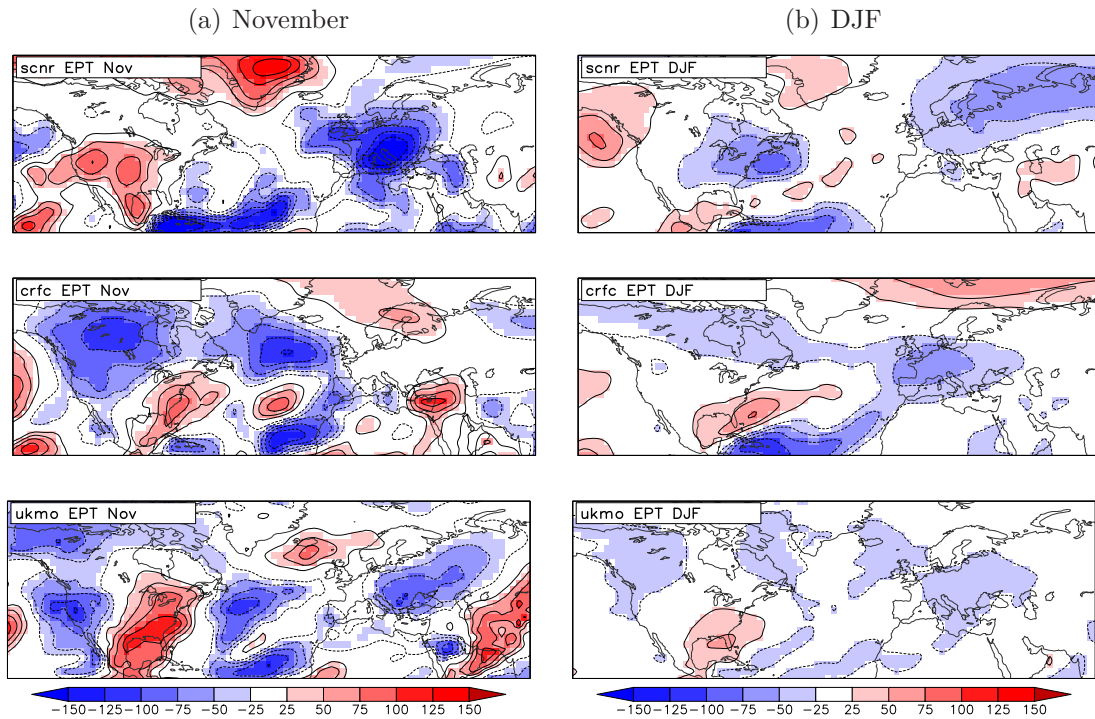 (a) November
(b) DJF
scnr EPT Nov
scnr EPT DJF
crfc EPT Nov
crfc EPT DJF
ukmo EPT Nov
ukmo EPT DJF
−150 −125 −100 −75 −50 −25 25 50 75 100 125 150
−150 −125 −100 −75 −50 −25 25 50 75 100 125 150